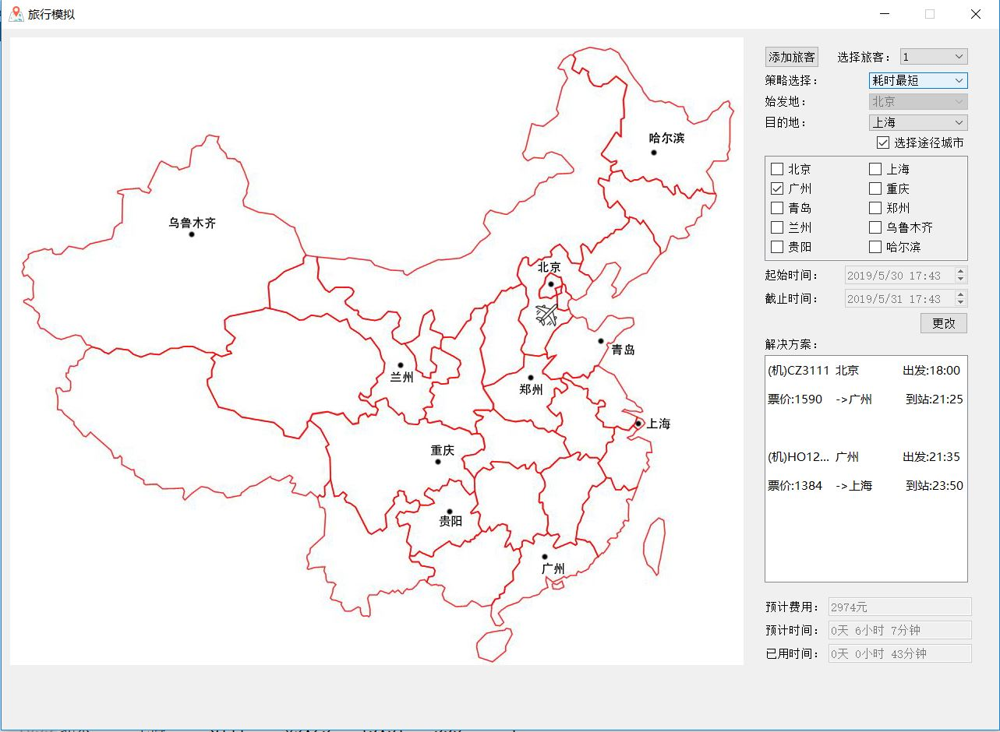 旅行模拟
添加旅客 选择旅客： 1
策略选择： 耗时最短
始发地： 北京
目的地： 上海
选择途径城市
北京 上海
广州 重庆
青岛 郑州
兰州 乌鲁木齐
贵阳 哈尔滨
起始时间： 2019/5/30 17:43
截止时间： 2019/5/31 17:43
更改
解决方案：
(机)CZ3111 北京 出发:18:00
票价:1590 ->广州 到站:21:25
(机)HO12... 广州 出发:21:35
票价:1384 ->上海 到站:23:50
预计费用： 2974元
预计时间： 0天 6小时 7分钟
已用时间： 0天 0小时 43分钟
哈尔滨
乌鲁木齐
北京
青岛
兰州
郑州
上海
重庆
贵阳
广州